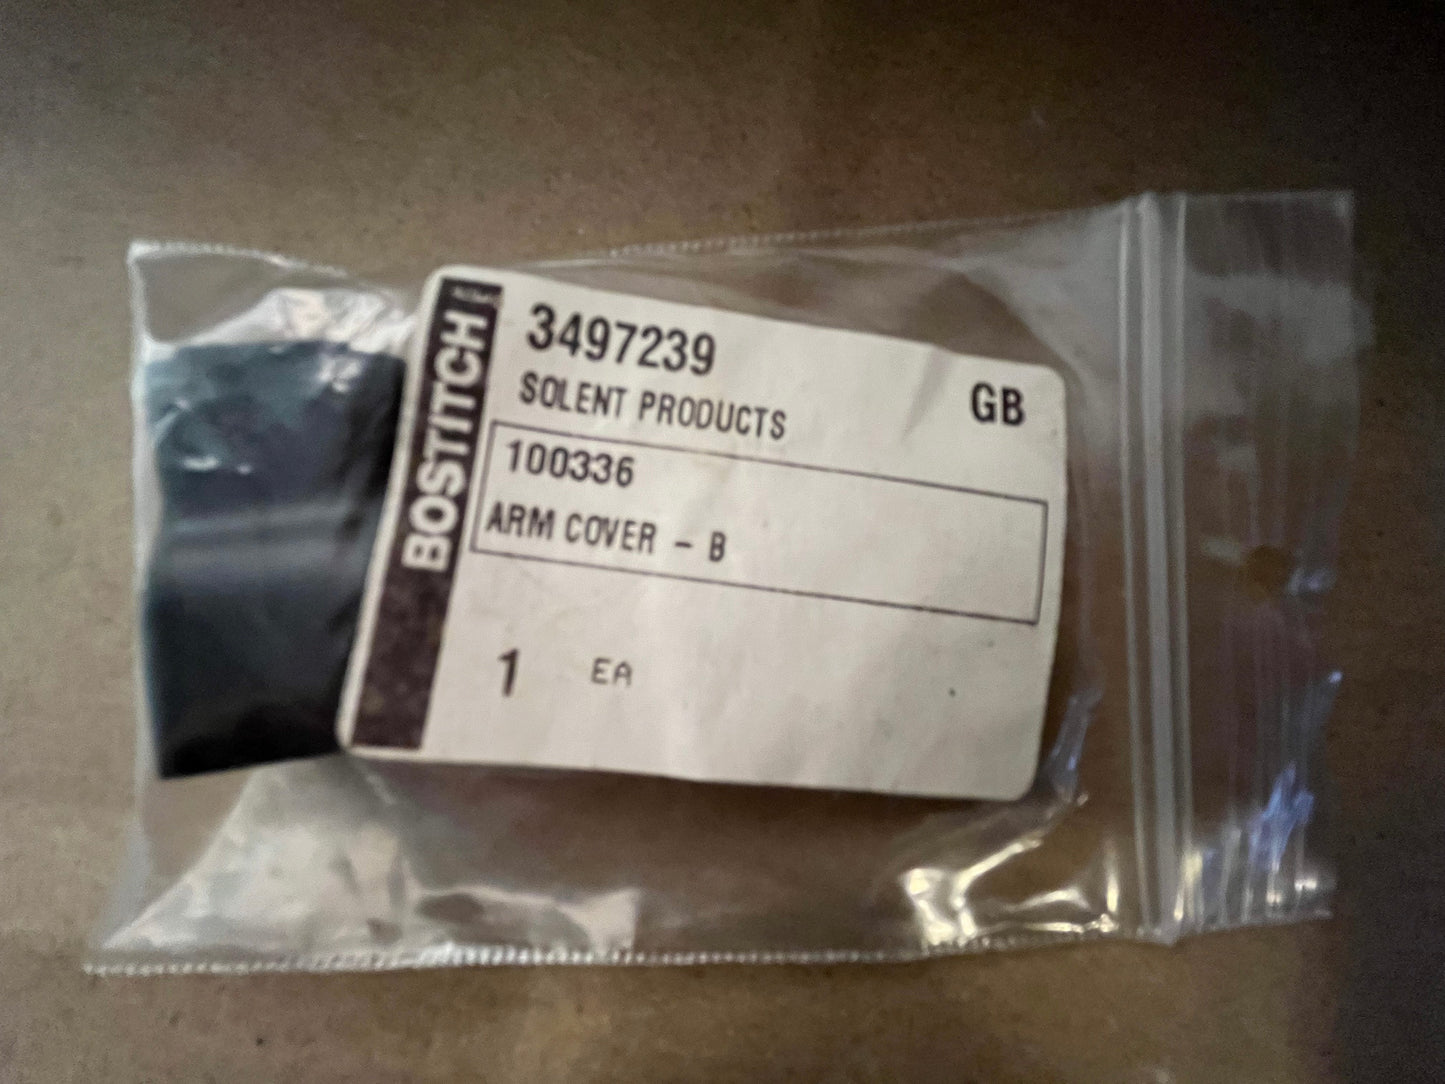 BOSTITCH
3497239
GB
SOLENT PRODUCTS
100336
ARM COVER - B
1 EA